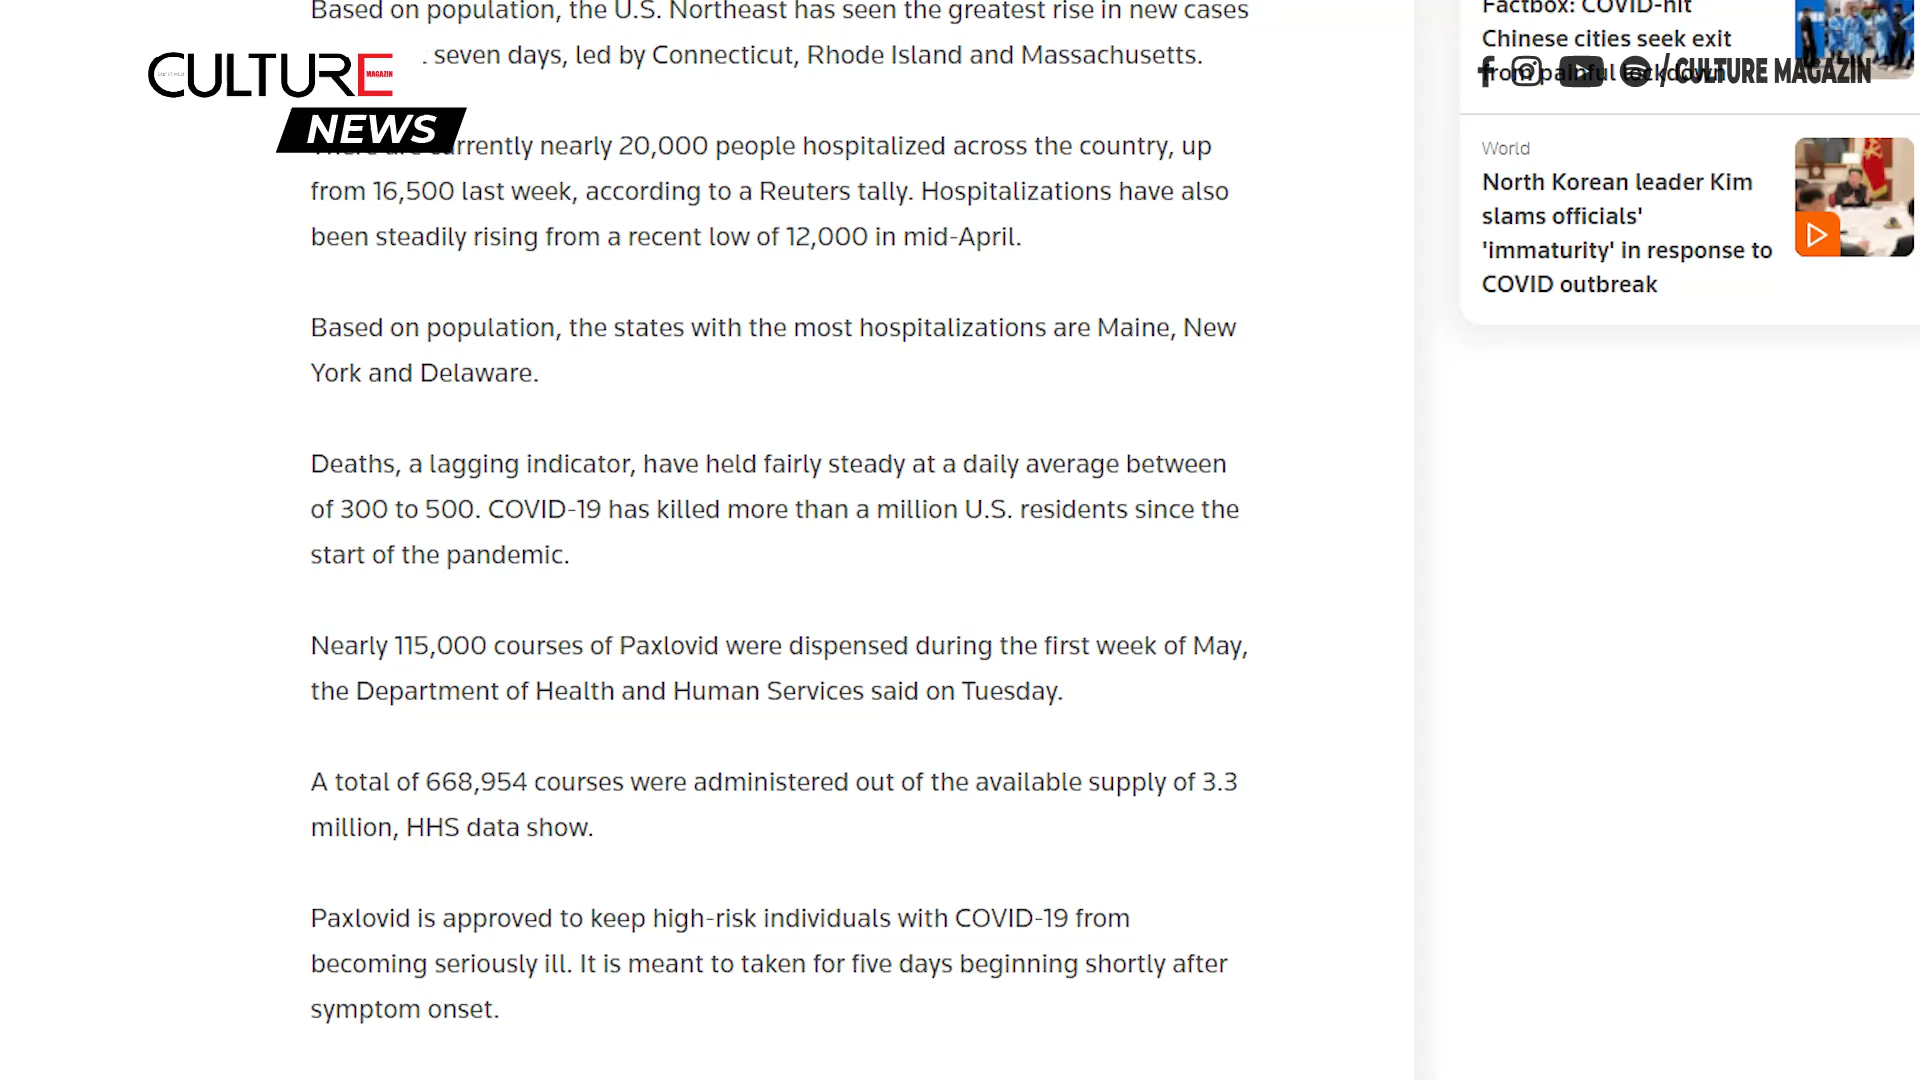 Based on population, the U.S. Northeast has seen the greatest rise in new cases
seven days, led by Connecticut, Rhode Island and Massachusetts.
CULTURE
MAGAZIN
NEWS
There are currently nearly 20,000 people hospitalized across the country, up
from 16,500 last week, according to a Reuters tally. Hospitalizations have also
been steadily rising from a recent low of 12,000 in mid-April.
Based on population, the states with the most hospitalizations are Maine, New
York and Delaware.
Deaths, a lagging indicator, have held fairly steady at a daily average between
of 300 to 500. COVID-19 has killed more than a million U.S. residents since the
start of the pandemic.
Nearly 115,000 courses of Paxlovid were dispensed during the first week of May,
the Department of Health and Human Services said on Tuesday.
A total of 668,954 courses were administered out of the available supply of 3.3
million, HHS data show.
Paxlovid is approved to keep high-risk individuals with COVID-19 from
becoming seriously ill. It is meant to taken for five days beginning shortly after
symptom onset.
Factbox: COVID-hit
Chinese cities seek exit
from painful lockdown
/ CULTURE MAGAZIN
World
North Korean leader Kim
slams officials'
'immaturity' in response to
COVID outbreak